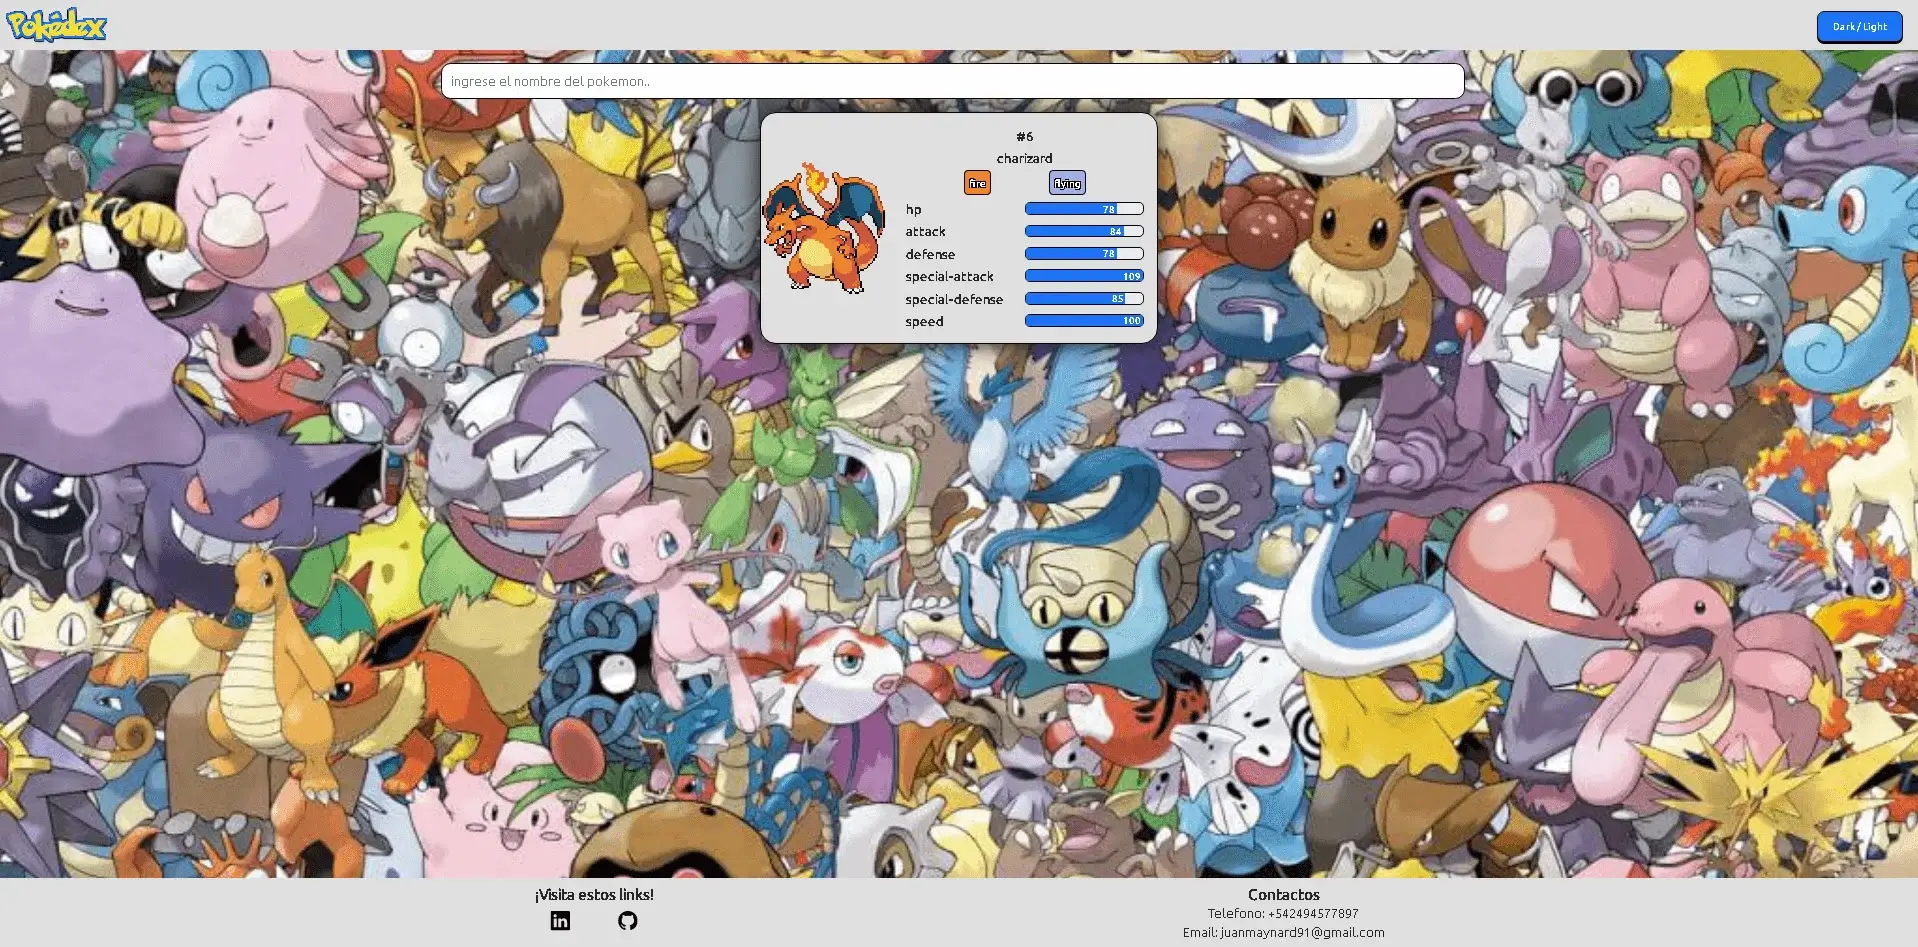 Pokédex
Dark / Light
ingrese el nombre del pokemon..
#6
charizard
fire flying
hp 78
attack 84
defense 78
special-attack 109
special-defense 85
speed 100
¡Visita estos links!
in
Contactos
Telefono: +542494577897
Email: juanmaynard91@gmail.com